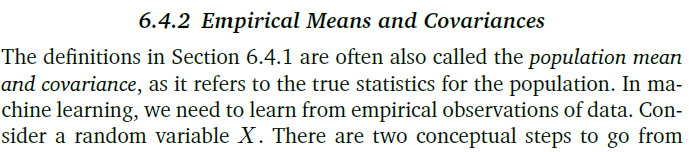 6.4.2 Empirical Means and Covariances
The definitions in Section 6.4.1 are often also called the population mean
and covariance, as it refers to the true statistics for the population. In ma-
chine learning, we need to learn from empirical observations of data. Con-
sider a random variable X. There are two conceptual steps to go from